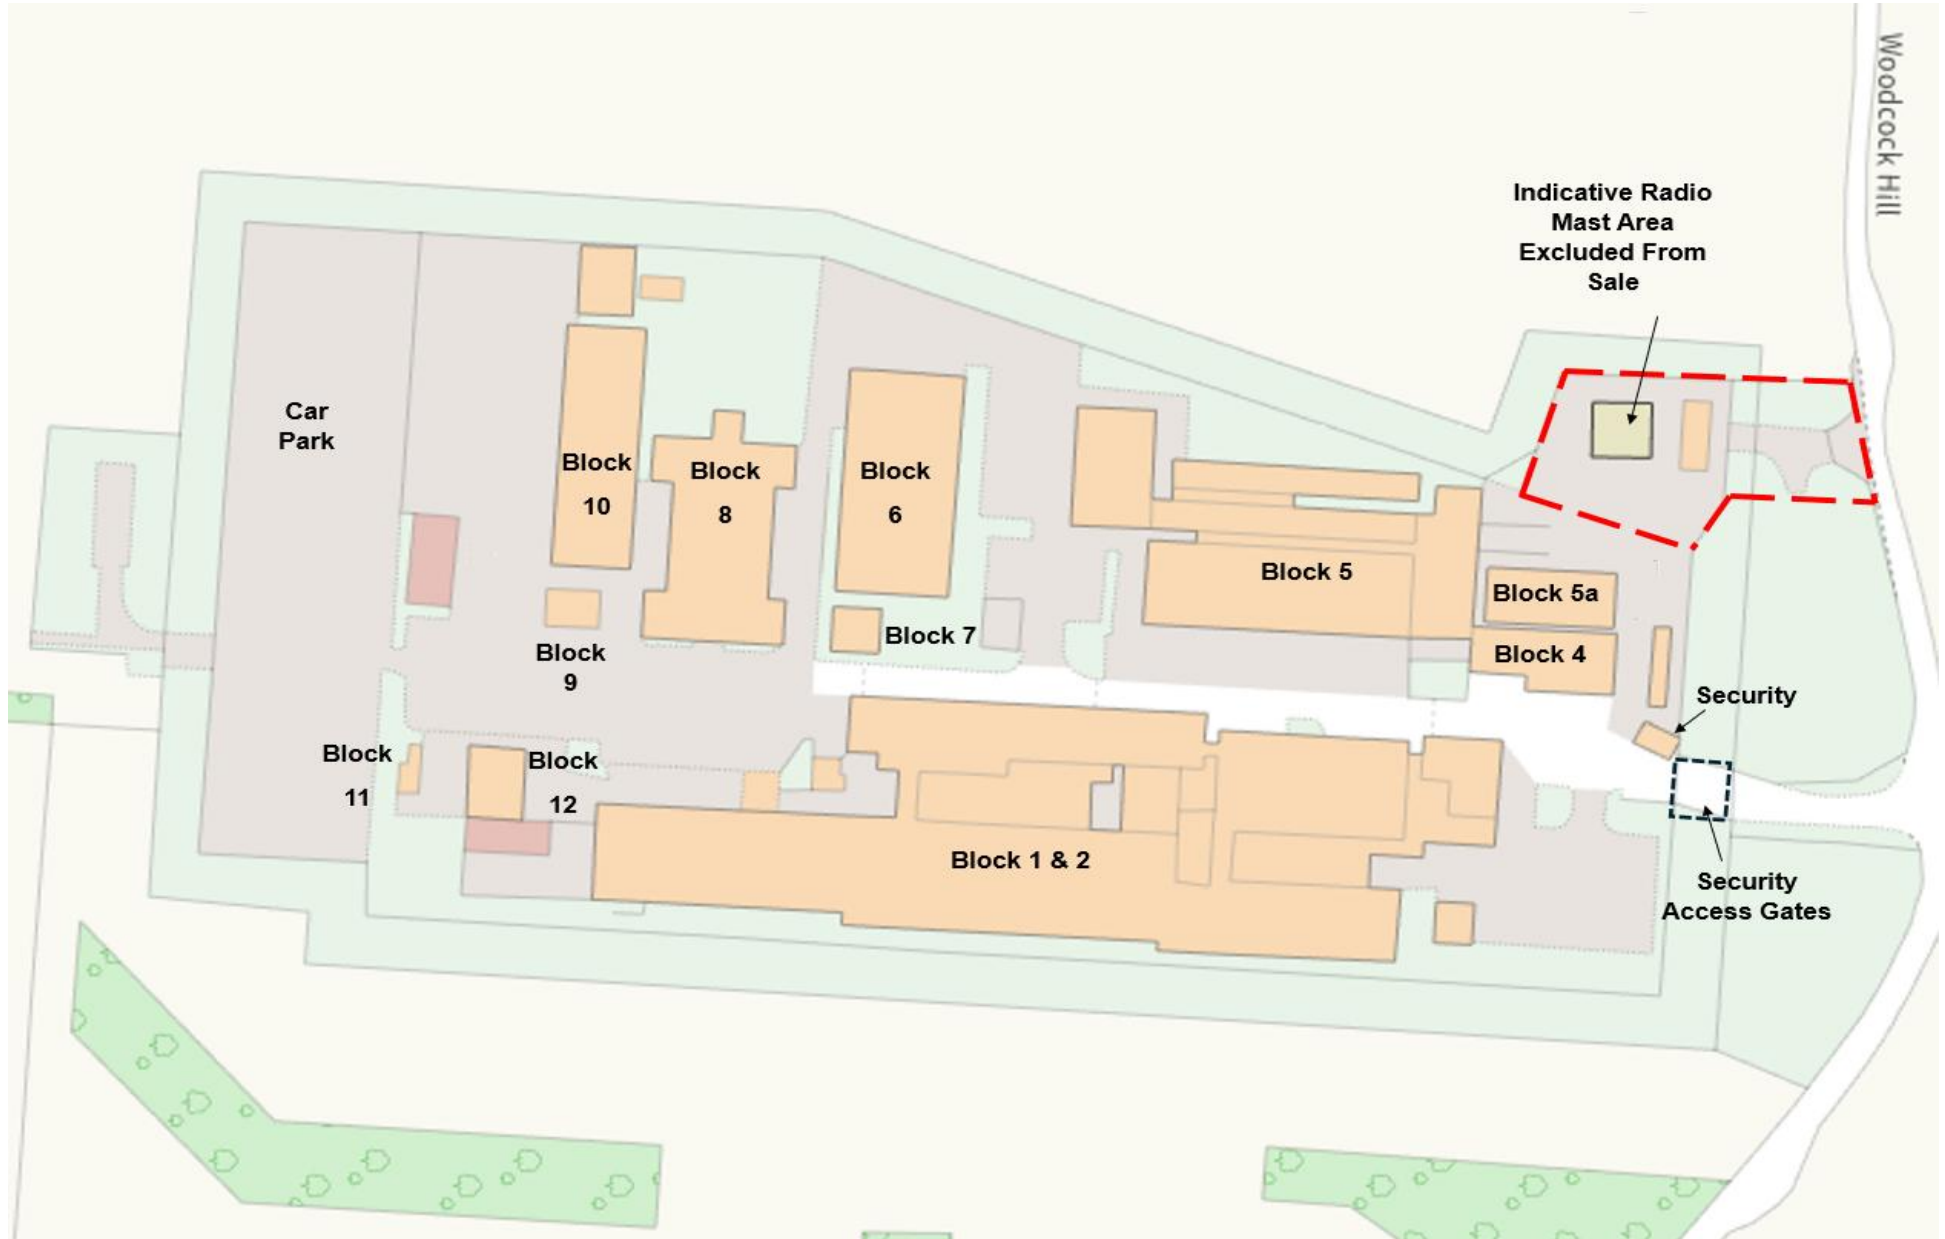 Woodcock Hill
Indicative Radio
Mast Area
Excluded From
Sale
Car
Park
Block
10
Block
8
Block
6
Block 5
Block 5a
Block 7
Block 4
Block
9
Security
Block
11
Block
12
Block 1 & 2
Security
Access Gates